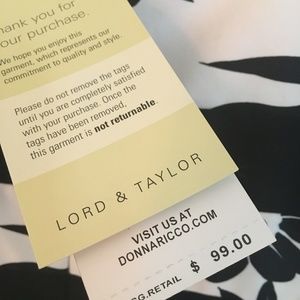 hank you for
our purchase.
We hope you enjoy this
garment, which represents our
commitment to quality and style.
Please do not remove the tags
until you are completely satisfied
with your purchase. Once the
tags have been removed,
this garment is not returnable.
LORD & TAYLOR
VISIT US AT
DONNARICCO.COM
RG.RETAIL $ 99.00